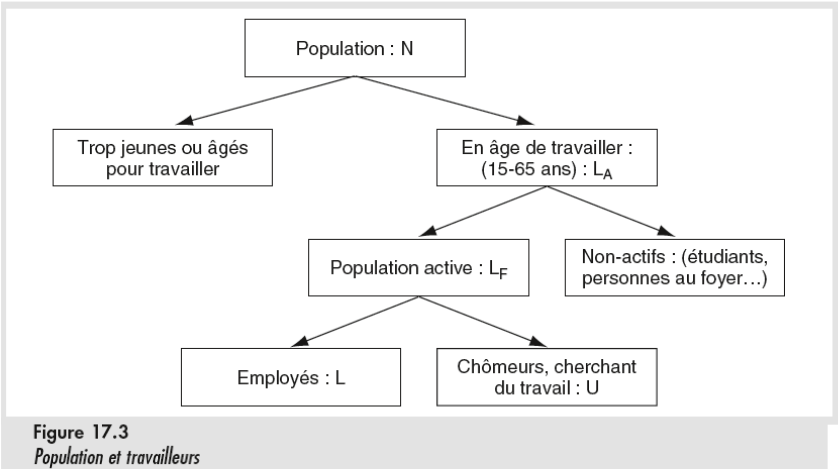 Population : N
Trop jeunes ou âgés
pour travailler
En âge de travailler :
(15-65 ans) : L_A
Population active : L_F
Non-actifs : (étudiants,
personnes au foyer…)
Employés : L
Chômeurs, cherchant
du travail : U
Figure 17.3
Population et travailleurs